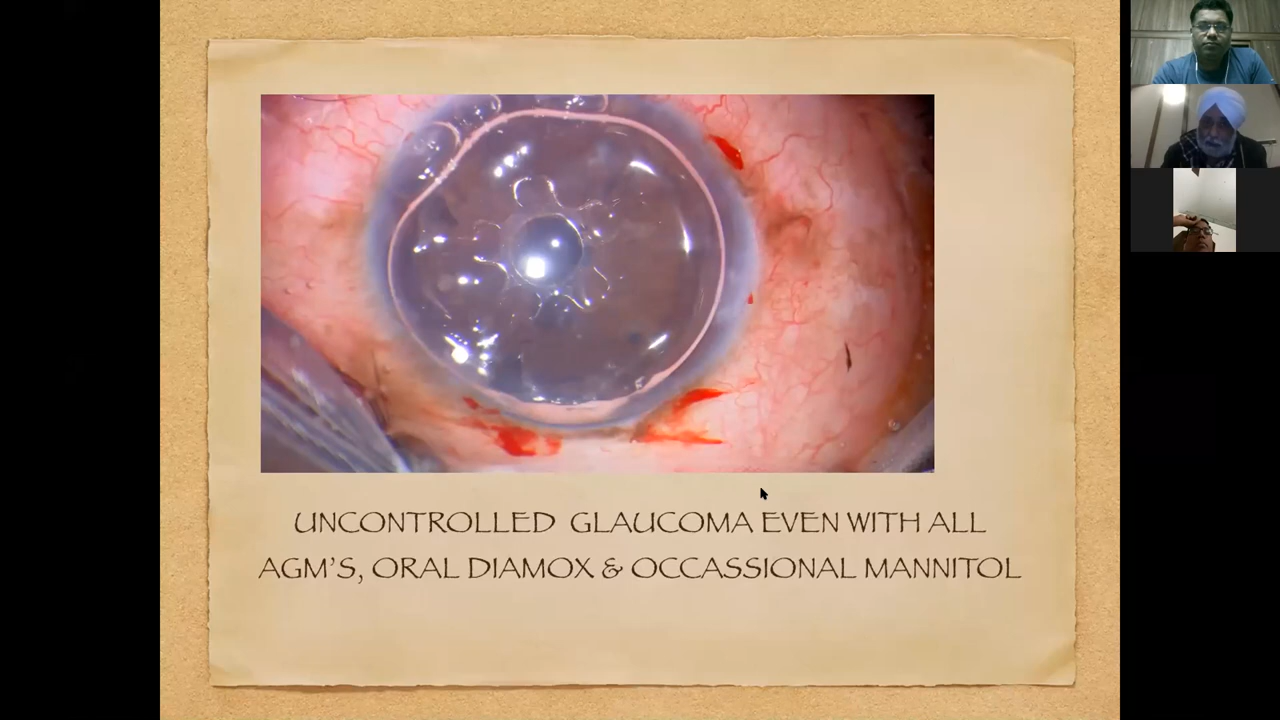 UNCONTROLLED GLAUCOMA EVEN WITH ALL
AGM'S, ORAL DIAMOX & OCCASSIONAL MANNITOL